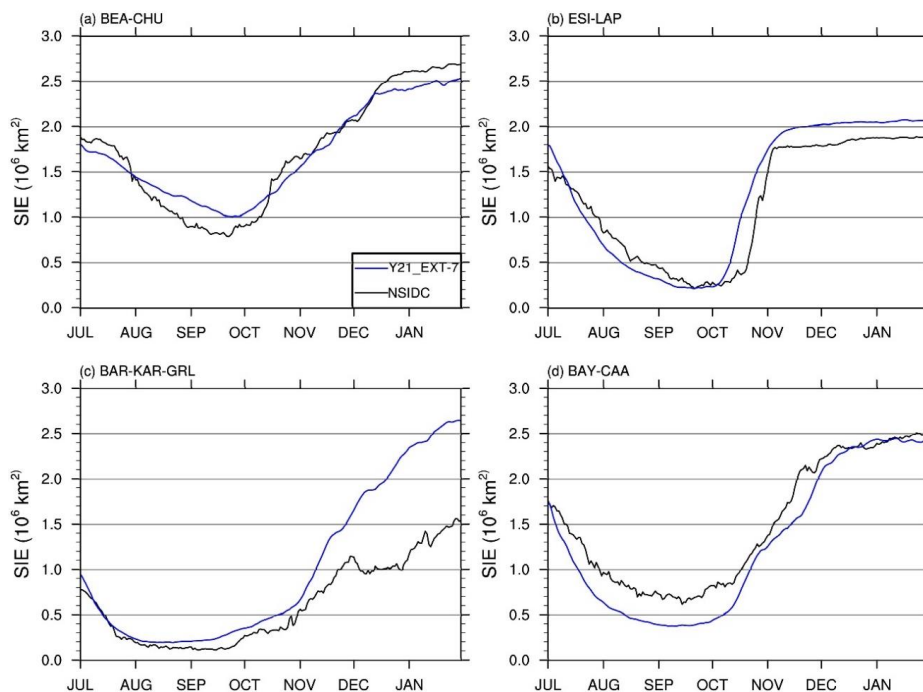 (a) BEA-CHU
3.0
2.5
2.0
1.5
1.0
0.5
0.0
SIE (10⁶ km²)
JUL AUG SEP OCT NOV DEC JAN
Y21_EXT-7
NSIDC
(b) ESI-LAP
3.0
2.5
2.0
1.5
1.0
0.5
0.0
SIE (10⁶ km²)
JUL AUG SEP OCT NOV DEC JAN
(c) BAR-KAR-GRL
3.0
2.5
2.0
1.5
1.0
0.5
0.0
SIE (10⁶ km²)
JUL AUG SEP OCT NOV DEC JAN
(d) BAY-CAA
3.0
2.5
2.0
1.5
1.0
0.5
0.0
SIE (10⁶ km²)
JUL AUG SEP OCT NOV DEC JAN